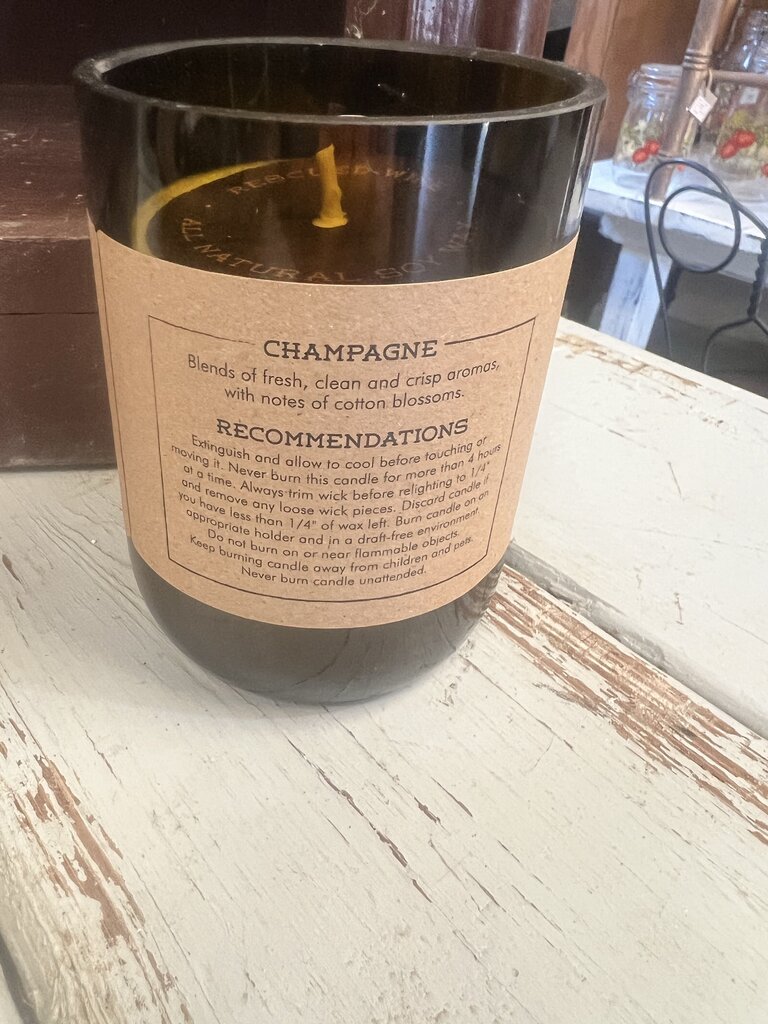 RESCUED WINE
ALL NATURAL SOY WAX
CHAMPAGNE
Blends of fresh, clean and crisp aromas,
with notes of cotton blossoms.
RECOMMENDATIONS
Extinguish and allow to cool before touching or
moving it. Never burn this candle for more than 4 hours
at a time. Always trim wick before relighting to 1/4"
and remove any loose wick pieces. Discard candle if
you have less than 1/4" of wax left. Burn candle on an
appropriate holder and in a draft-free environment.
Do not burn on or near flammable objects.
Keep burning candle away from children and pets.
Never burn candle unattended.